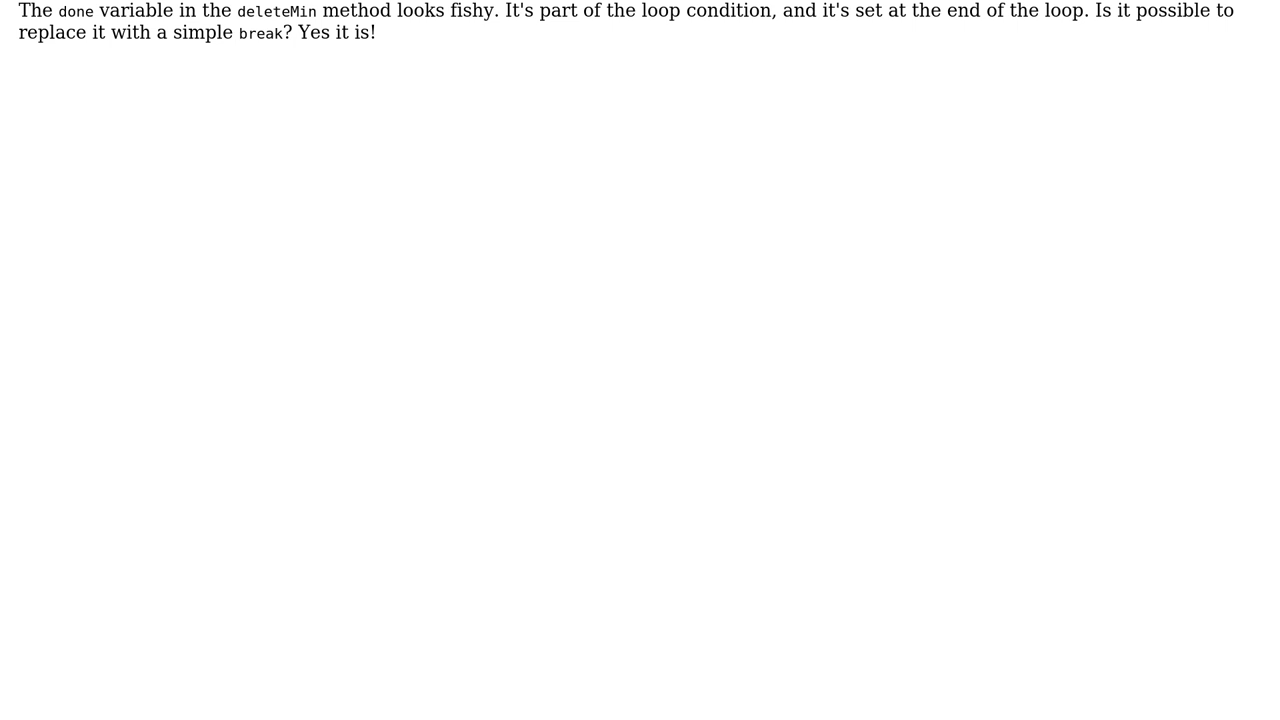 The done variable in the deleteMin method looks fishy. It's part of the loop condition, and it's set at the end of the loop. Is it possible to
replace it with a simple break? Yes it is!